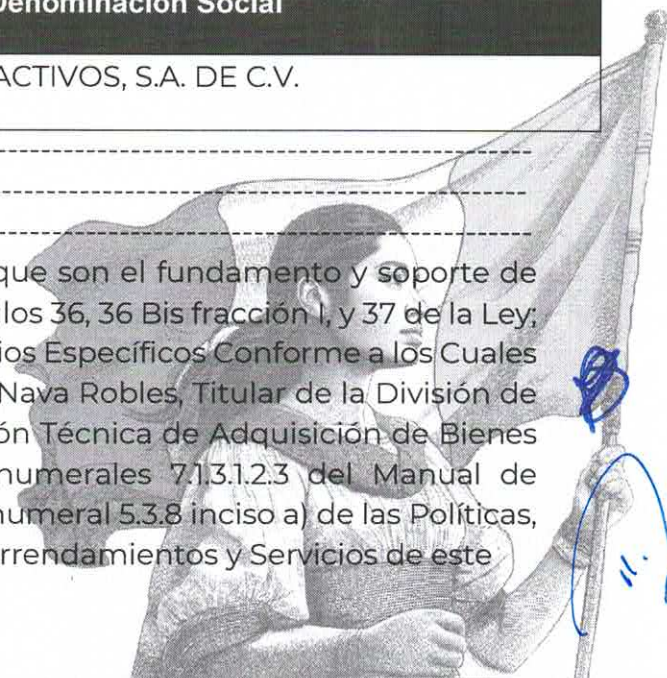 Denominación Social
ACTIVOS, S.A. DE C.V.
que son el fundamento y soporte de
los 36, 36 Bis fracción I, y 37 de la Ley;
ios Específicos Conforme a los Cuales
Nava Robles, Titular de la División de
ón Técnica de Adquisición de Bienes
numerales 7.1.3.1.2.3 del Manual de
numeral 5.3.8 inciso a) de las Políticas,
rrendamientos y Servicios de este